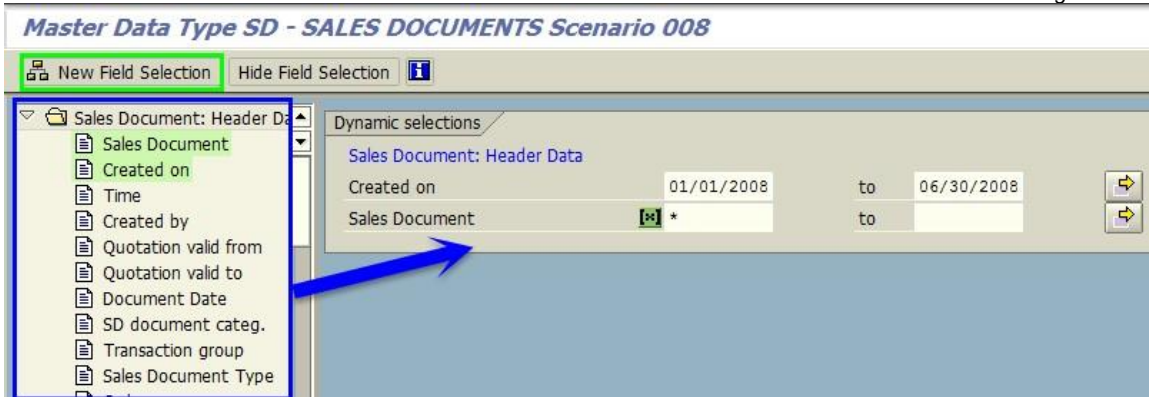 Master Data Type SD - SALES DOCUMENTS Scenario 008
New Field Selection Hide Field Selection
Sales Document: Header Da
Sales Document
Created on
Time
Created by
Quotation valid from
Quotation valid to
Document Date
SD document categ.
Transaction group
Sales Document Type
Dynamic selections
Sales Document: Header Data
Created on 01/01/2008 to 06/30/2008
Sales Document * to